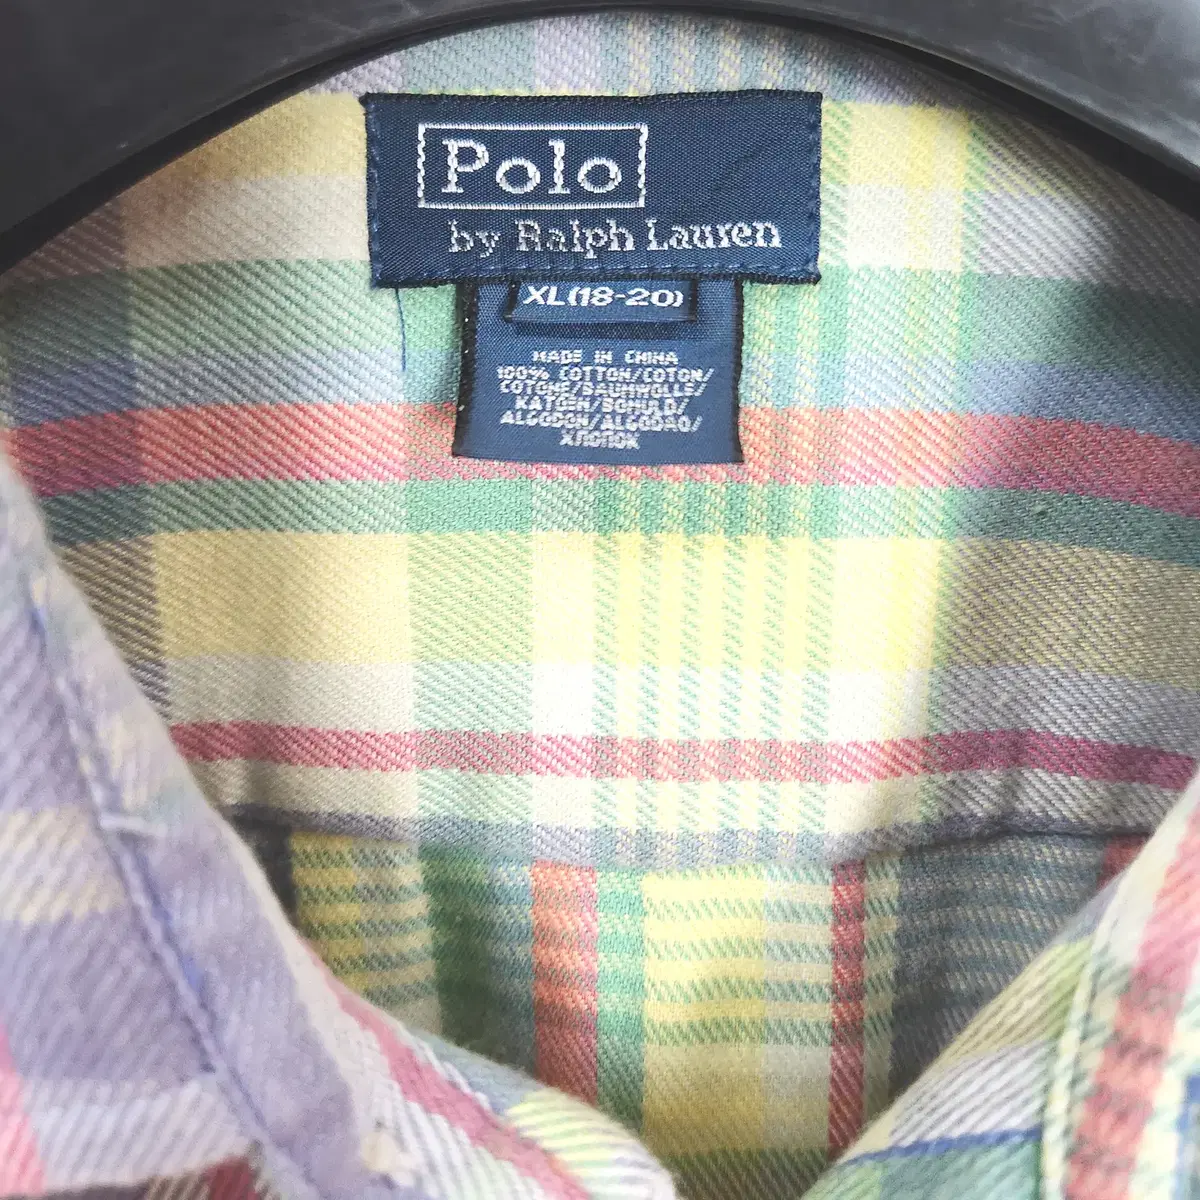 Polo
by Ralph Lauren
XL(18-20)
MADE IN CHINA
100% COTTON/COTON/
COTONE/BAUMWOLLE/
KATOEN/BOMULD/
ALGODON/ALGODAO/
ХЛОПОК